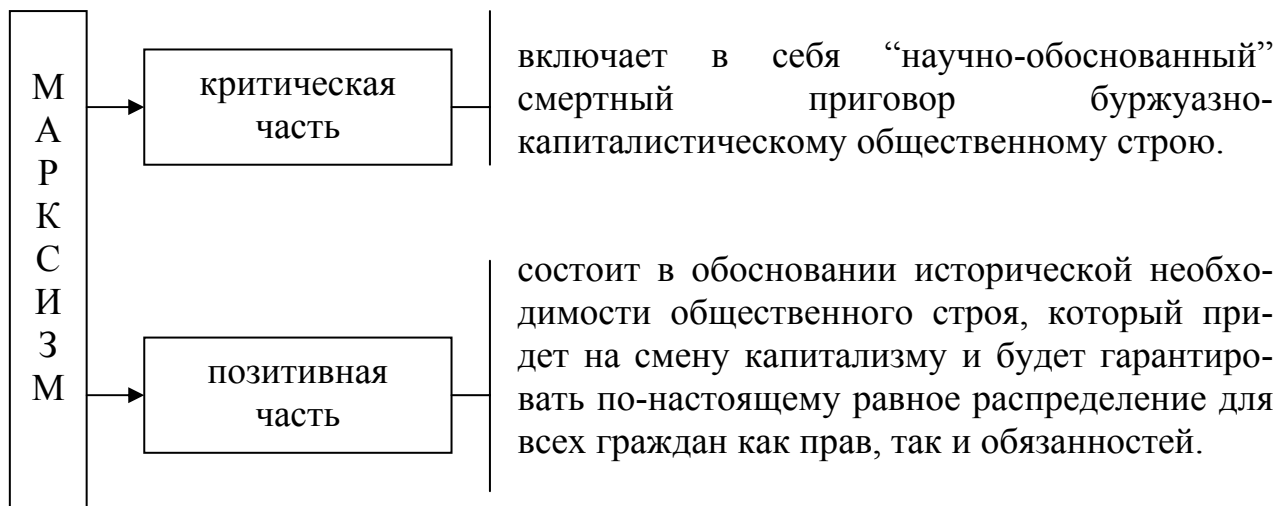 МАРКСИЗМ
критическая
часть
включает в себя “научно-обоснованный”
смертный приговор буржуазно-
капиталистическому общественному строю.
позитивная
часть
состоит в обосновании исторической необхо-
димости общественного строя, который при-
дет на смену капитализму и будет гарантиро-
вать по-настоящему равное распределение для
всех граждан как прав, так и обязанностей.